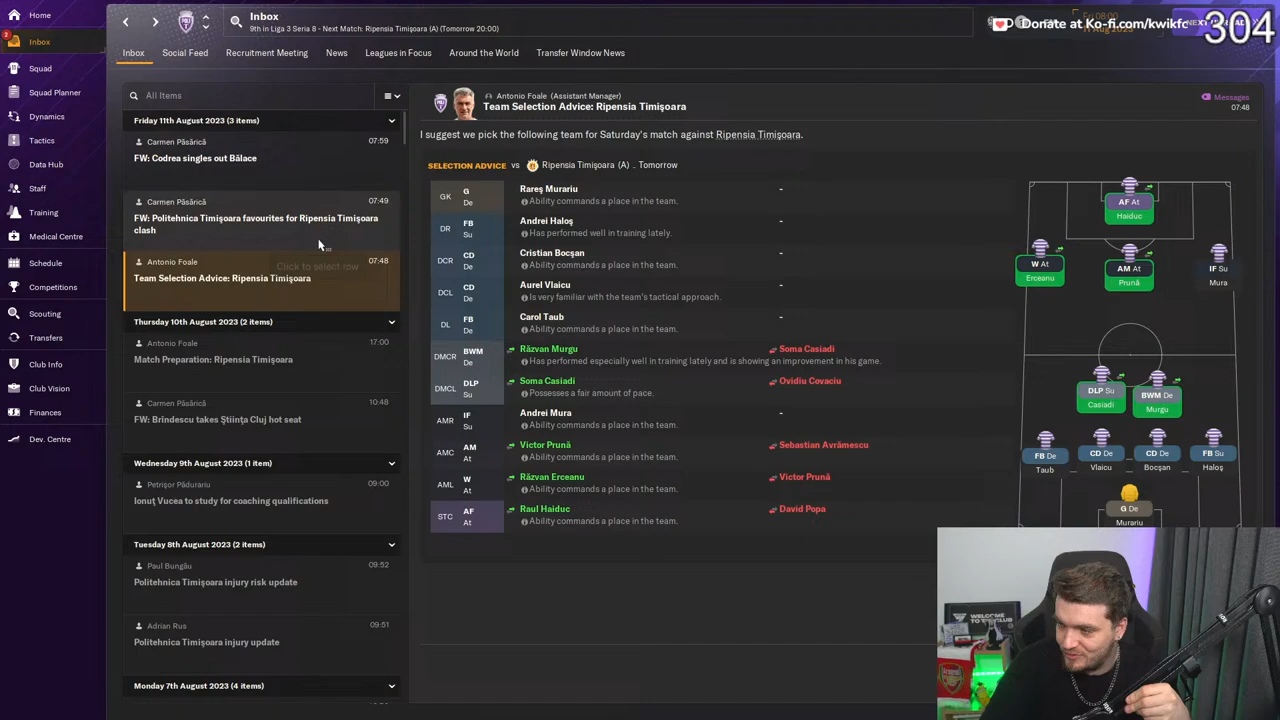 Home
Inbox
9th in Liga 3 Seria 8 - Next Match: Ripensia Timişoara (A) (Tomorrow 20:00)
Donate at Ko-fi.com/kwikfc
304
11 Aug 2023
2
Inbox
Inbox
Social Feed
Recruitment Meeting
News
Leagues in Focus
Around the World
Transfer Window News
Squad
Squad Planner
Dynamics
Tactics
Data Hub
Staff
Training
Medical Centre
Schedule
Competitions
Scouting
Transfers
Club Info
Club Vision
Finances
Dev. Centre
All Items
Friday 11th August 2023 (3 items)
Carmen Păsărică
07:59
FW: Codrea singles out Bălace
Carmen Păsărică
07:49
FW: Politehnica Timişoara favourites for Ripensia Timişoara
clash
Click to select row
Antonio Foale
07:48
Team Selection Advice: Ripensia Timişoara
Thursday 10th August 2023 (2 items)
Antonio Foale
17:00
Match Preparation: Ripensia Timişoara
Carmen Păsărică
10:48
FW: Brîndescu takes Ştiinţa Cluj hot seat
Wednesday 9th August 2023 (1 item)
Petrişor Păduraru
09:00
Ionuţ Vucea to study for coaching qualifications
Tuesday 8th August 2023 (2 items)
Paul Bungău
09:52
Politehnica Timişoara injury risk update
Adrian Rus
09:51
Politehnica Timişoara injury update
Monday 7th August 2023 (4 items)
Antonio Foale (Assistant Manager)
Team Selection Advice: Ripensia Timişoara
Messages
07:48
I suggest we pick the following team for Saturday's match against Ripensia Timişoara.
SELECTION ADVICE vs Ripensia Timişoara (A) . Tomorrow
GK G De Rareş Murariu -
Ability commands a place in the team.
DR FB Su Andrei Haloş -
Has performed well in training lately.
DCR CD De Cristian Bocşan -
Ability commands a place in the team.
DCL CD De Aurel Vlaicu -
Is very familiar with the team's tactical approach.
DL FB De Carol Taub -
Ability commands a place in the team.
DMCR BWM De Răzvan Murgu Soma Casiadi
Has performed especially well in training lately and is showing an improvement in his game.
DMCL DLP Su Soma Casiadi Ovidiu Covaciu
Possesses a fair amount of pace.
AMR IF Su Andrei Mura -
Ability commands a place in the team.
AMC AM At Victor Prună Sebastian Avrămescu
Ability commands a place in the team.
AML W At Răzvan Erceanu Victor Prună
Ability commands a place in the team.
STC AF At Raul Haiduc David Popa
Ability commands a place in the team.
AF At
Haiduc
W At
Erceanu
AM At
Prună
IF Su
Mura
DLP Su
Casiadi
BWM De
Murgu
FB De
Taub
CD De
Vlaicu
CD De
Bocşan
FB Su
Haloş
G De
Murariu